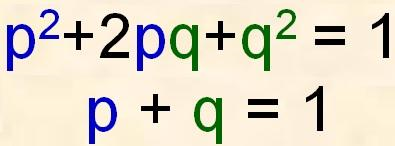 p²+2pq+q² = 1
p + q = 1